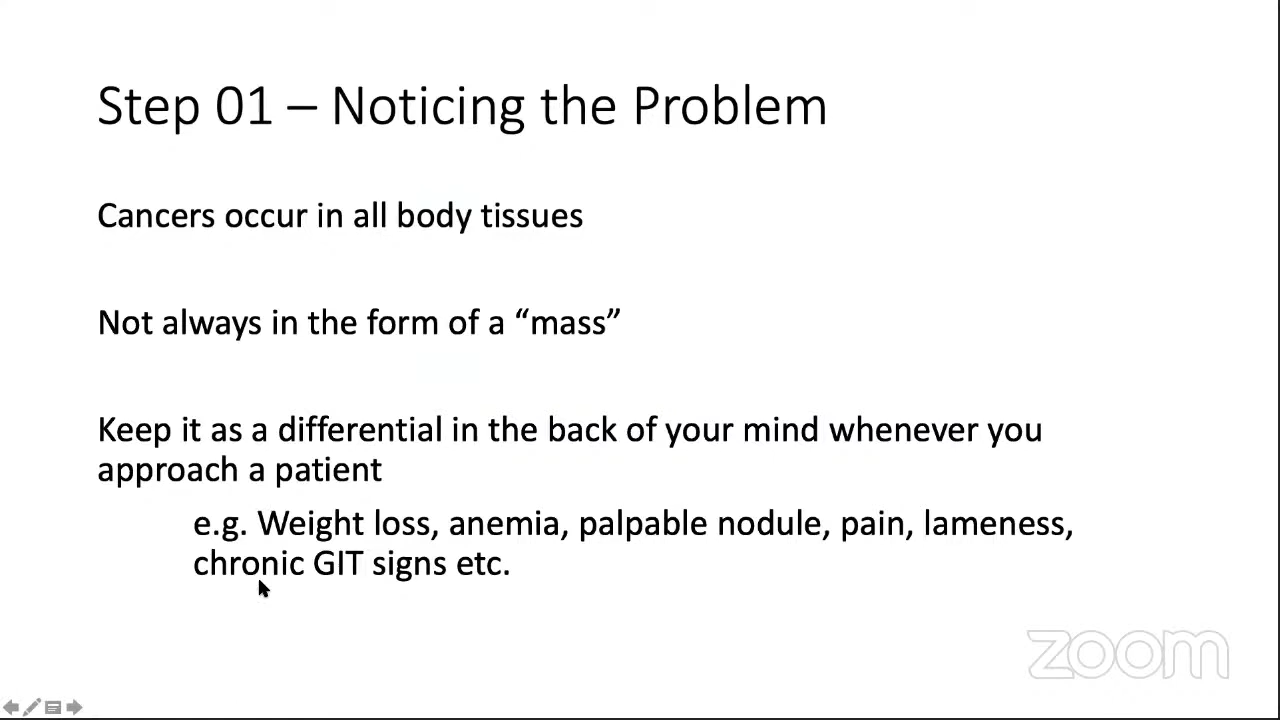 Step 01 – Noticing the Problem
Cancers occur in all body tissues
Not always in the form of a “mass”
Keep it as a differential in the back of your mind whenever you
approach a patient
e.g. Weight loss, anemia, palpable nodule, pain, lameness,
chronic GIT signs etc.
zoom